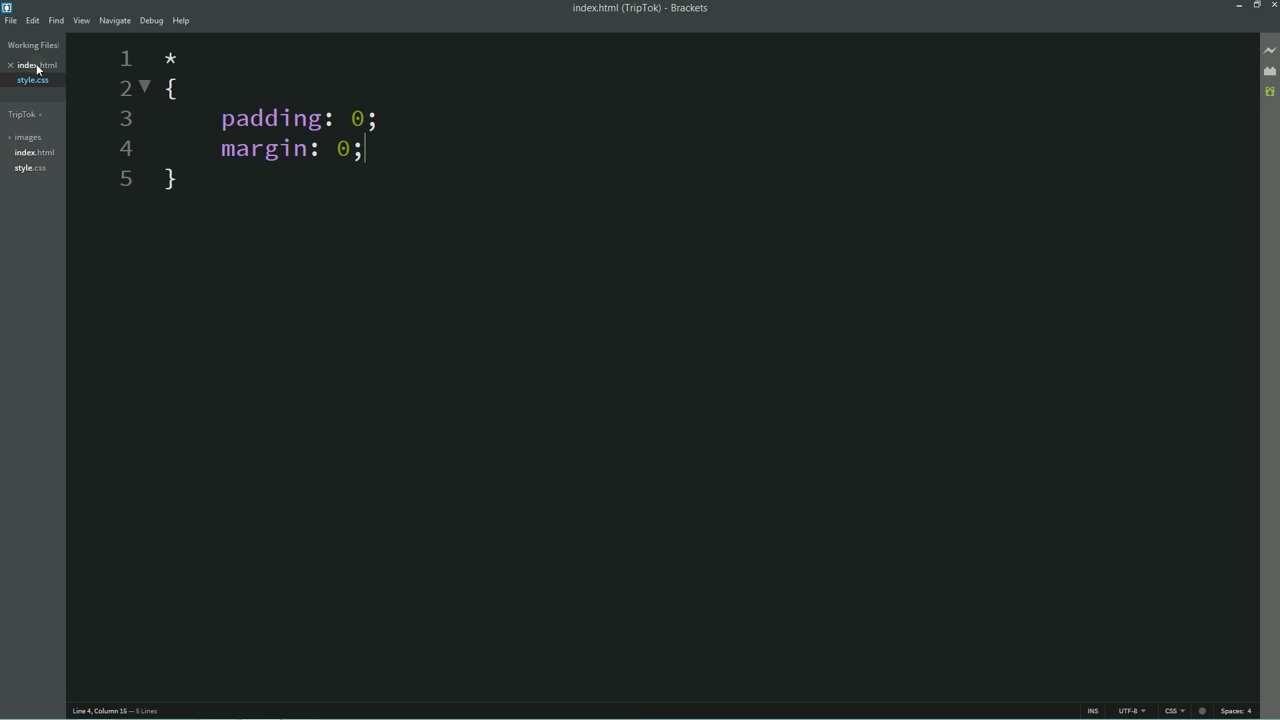 index.html (TripTok) - Brackets
File Edit Find View Navigate Debug Help
Working Files
index.html
style.css
TripTok
images
index.html
style.css
1 *
2 {
3 padding: 0;
4 margin: 0;
5 }
Line 4, Column 15 — 5 Lines
INS UTF-8 CSS Spaces: 4